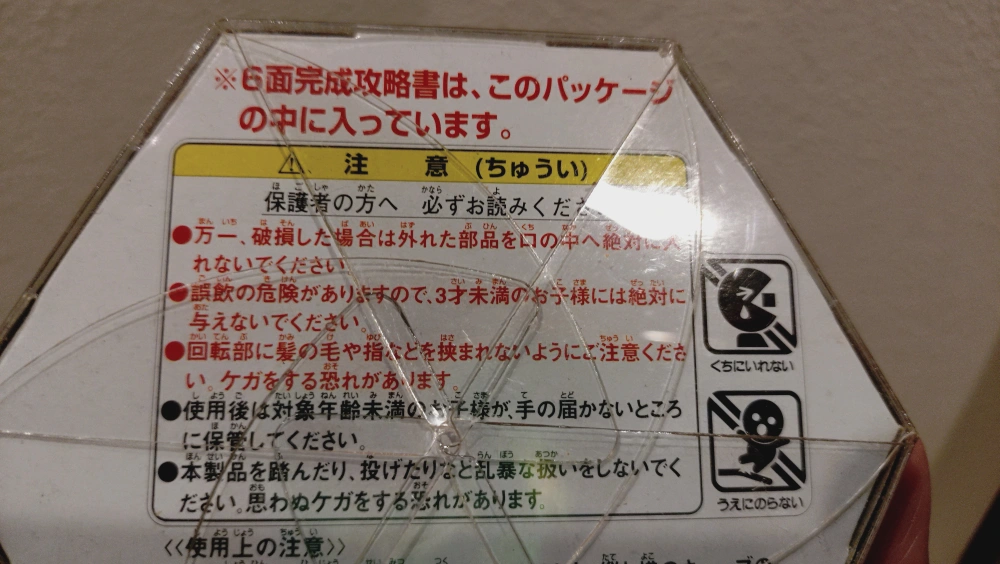 ※6面完成攻略書は、このパッケージ
の中に入っています。
⚠ 注 意 (ちゅうい)
保護者の方へ 必ずお読みくださ
●万一、破損した場合は外れた部品を口の中へ絶対に入
れないでください。
●誤飲の危険がありますので、3才未満のお子様には絶対に
与えないでください。
●回転部に髪の毛や指などを挟まれないようにご注意くださ
い。ケガをする恐れがあります。
●使用後は対象年齢未満のお子様が、手の届かないところ
に保管してください。
●本製品を踏んだり、投げたりなど乱暴な扱いをしないでく
ださい。思わぬケガをする恐れがあります。
くちにいれない
うえにのらない
《使用上の注意》